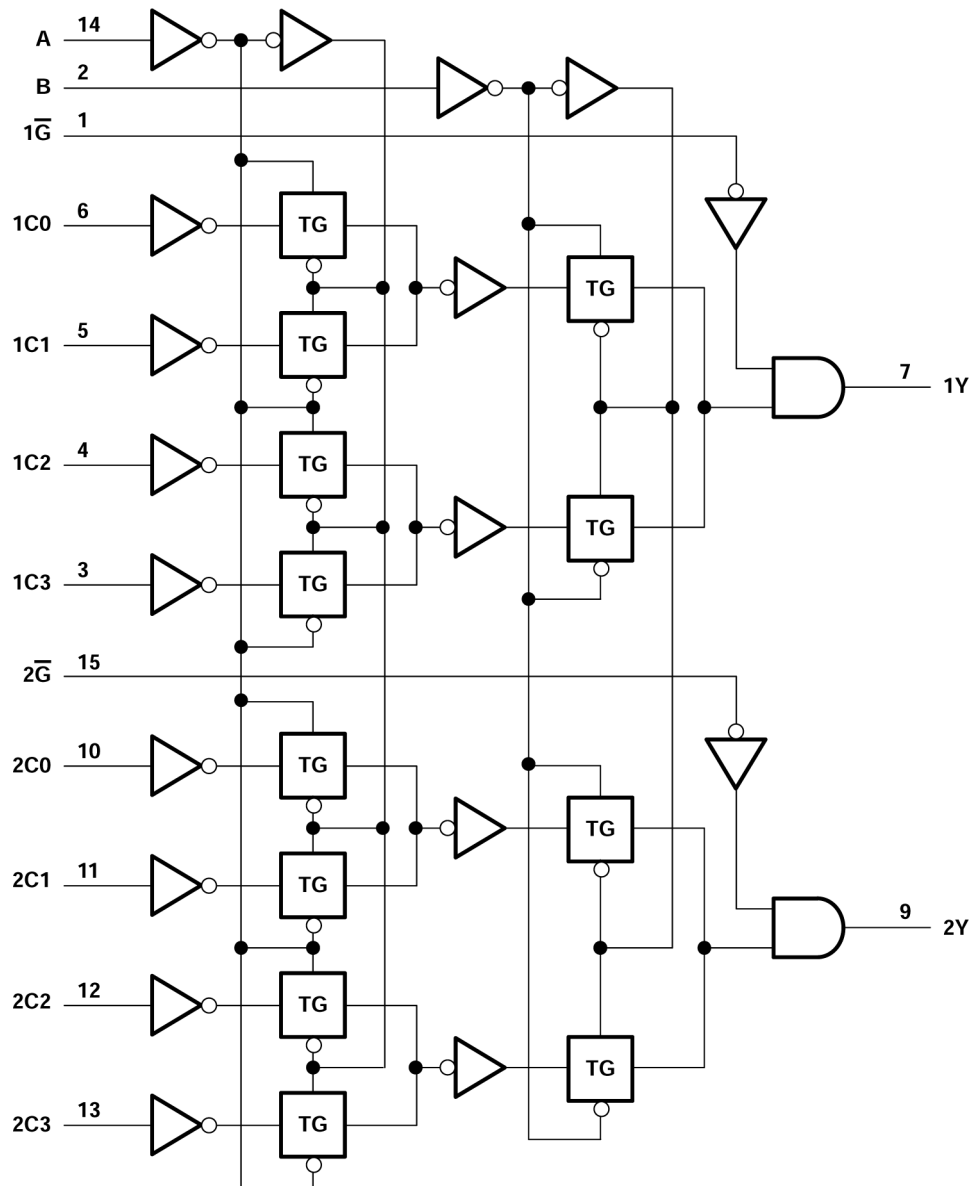 A 14
B 2
1G̅ 1
1C0 6 TG
TG
1C1 5 TG
7 1Y
1C2 4 TG
TG
1C3 3 TG
2G̅ 15
2C0 10 TG
TG
2C1 11 TG
9 2Y
2C2 12 TG
TG
2C3 13 TG